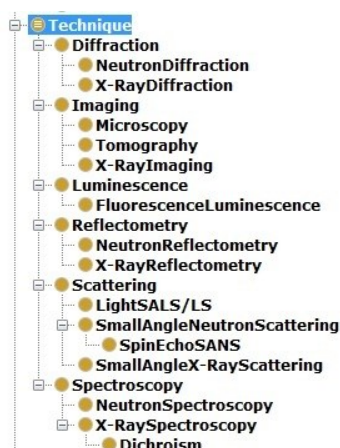 Technique
Diffraction
NeutronDiffraction
X-RayDiffraction
Imaging
Microscopy
Tomography
X-RayImaging
Luminescence
FluorescenceLuminescence
Reflectometry
NeutronReflectometry
X-RayReflectometry
Scattering
LightSALS/LS
SmallAngleNeutronScattering
SpinEchoSANS
SmallAngleX-RayScattering
Spectroscopy
NeutronSpectroscopy
X-RaySpectroscopy
Dichroism